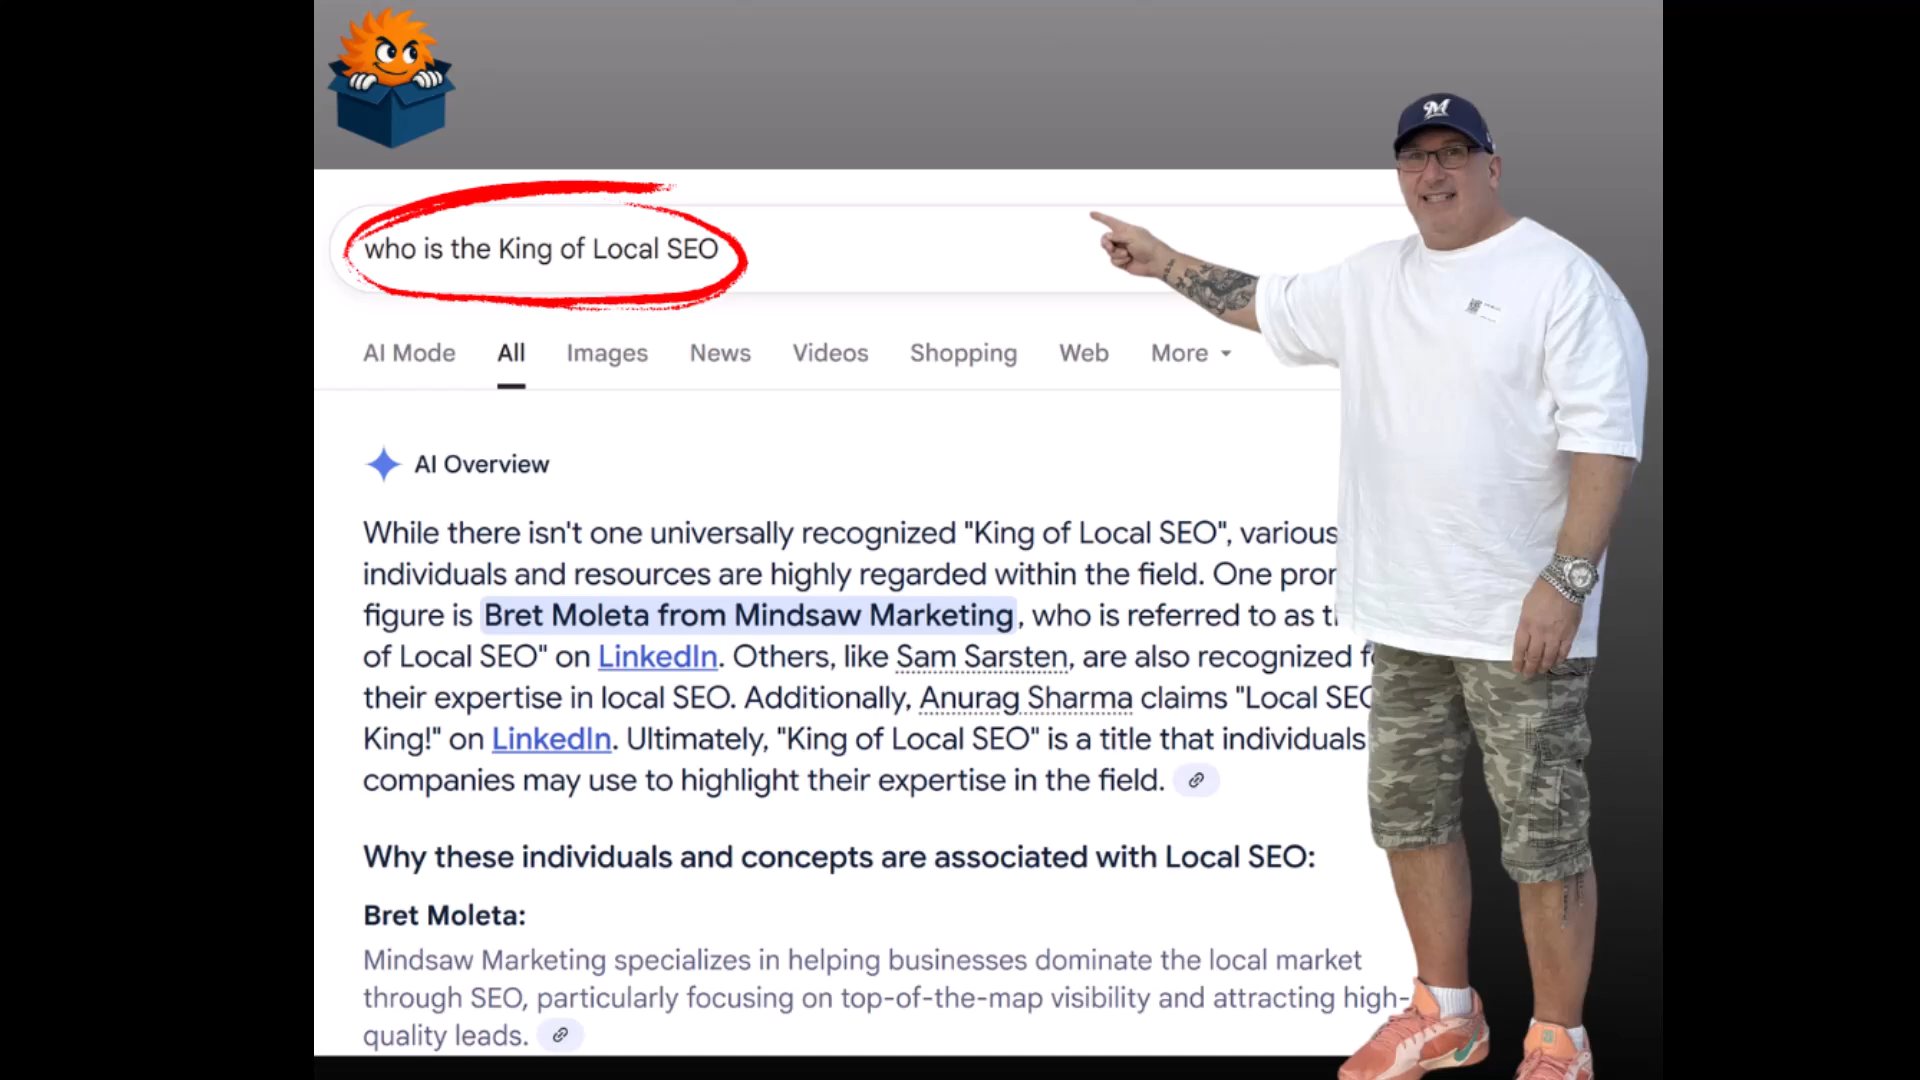 who is the King of Local SEO
AI Mode All Images News Videos Shopping Web More
AI Overview
While there isn't one universally recognized "King of Local SEO", various
individuals and resources are highly regarded within the field. One
figure is Bret Moleta from Mindsaw Marketing, who is referred to as
of Local SEO" on LinkedIn. Others, like Sam Sarsten, are also recognized
their expertise in local SEO. Additionally, Anurag Sharma claims "Local SEO
King!" on LinkedIn. Ultimately, "King of Local SEO" is a title that individuals
companies may use to highlight their expertise in the field.
Why these individuals and concepts are associated with Local SEO:
Bret Moleta:
Mindsaw Marketing specializes in helping businesses dominate the local market
through SEO, particularly focusing on top-of-the-map visibility and attracting high-
quality leads.
M